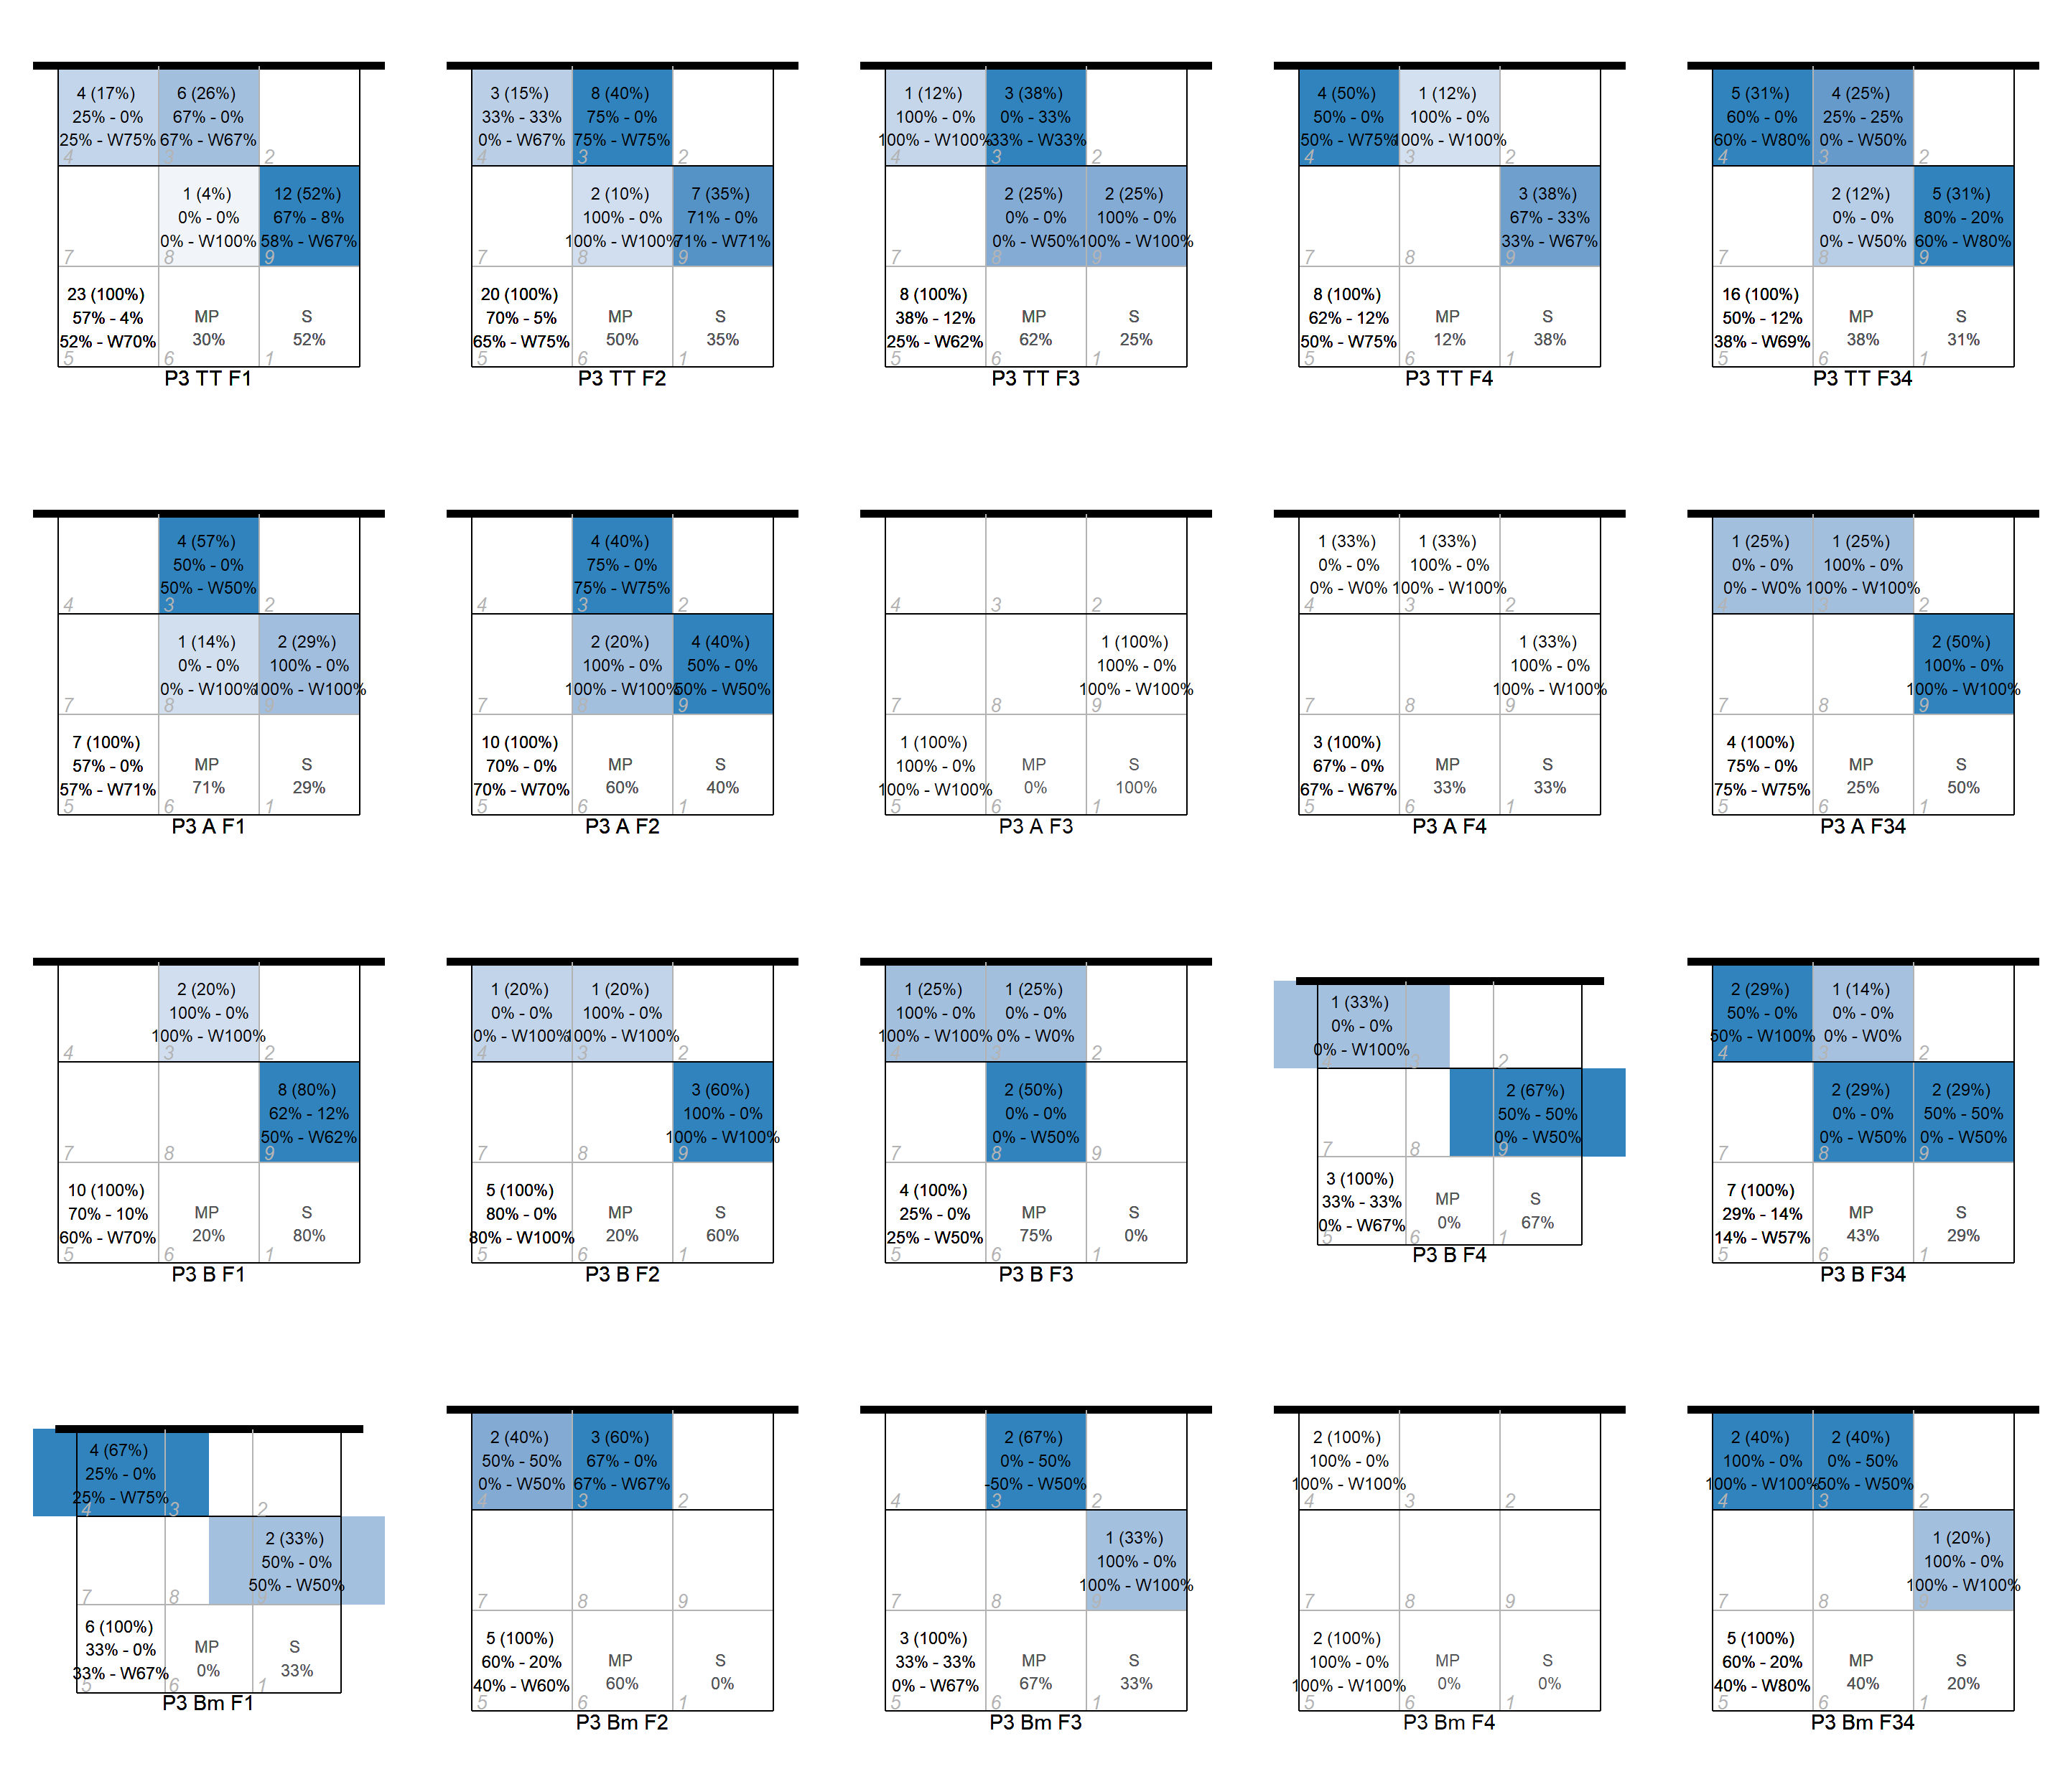 4 (17%)
25% - 0%
25% - W75%
4
6 (26%)
67% - 0%
67% - W67%
3
2
7
1 (4%)
0% - 0%
0% - W100%
8
12 (52%)
67% - 8%
58% - W67%
9
23 (100%)
57% - 4%
52% - W70%
5
MP
30%
6
S
52%
1
P3 TT F1
3 (15%)
33% - 33%
0% - W67%
4
8 (40%)
75% - 0%
75% - W75%
3
2
7
2 (10%)
100% - 0%
100% - W100%
8
7 (35%)
71% - 0%
71% - W71%
9
20 (100%)
70% - 5%
65% - W75%
5
MP
50%
6
S
35%
1
P3 TT F2
1 (12%)
100% - 0%
100% - W100%
4
3 (38%)
0% - 33%
-33% - W33%
3
2
7
2 (25%)
0% - 0%
0% - W50%
8
2 (25%)
100% - 0%
100% - W100%
9
8 (100%)
38% - 12%
25% - W62%
5
MP
62%
6
S
25%
1
P3 TT F3
4 (50%)
50% - 0%
50% - W75%
4
1 (12%)
100% - 0%
100% - W100%
3
2
7
8
3 (38%)
67% - 33%
33% - W67%
9
8 (100%)
62% - 12%
50% - W75%
5
MP
12%
6
S
38%
1
P3 TT F4
5 (31%)
60% - 0%
60% - W80%
4
4 (25%)
25% - 25%
0% - W50%
3
2
7
2 (12%)
0% - 0%
0% - W50%
8
5 (31%)
80% - 20%
60% - W80%
9
16 (100%)
50% - 12%
38% - W69%
5
MP
38%
6
S
31%
1
P3 TT F34
4
4 (57%)
50% - 0%
50% - W50%
3
2
7
1 (14%)
0% - 0%
0% - W100%
8
2 (29%)
100% - 0%
100% - W100%
9
7 (100%)
57% - 0%
57% - W71%
5
MP
71%
6
S
29%
1
P3 A F1
4
4 (40%)
75% - 0%
75% - W75%
3
2
7
2 (20%)
100% - 0%
100% - W100%
8
4 (40%)
50% - 0%
50% - W50%
9
10 (100%)
70% - 0%
70% - W70%
5
MP
60%
6
S
40%
1
P3 A F2
4
3
2
7
8
1 (100%)
100% - 0%
100% - W100%
9
1 (100%)
100% - 0%
100% - W100%
5
MP
0%
6
S
100%
1
P3 A F3
1 (33%)
0% - 0%
0% - W0%
4
1 (33%)
100% - 0%
100% - W100%
3
2
7
8
1 (33%)
100% - 0%
100% - W100%
9
3 (100%)
67% - 0%
67% - W67%
5
MP
33%
6
S
33%
1
P3 A F4
1 (25%)
0% - 0%
0% - W0%
4
1 (25%)
100% - 0%
100% - W100%
3
2
7
8
2 (50%)
100% - 0%
100% - W100%
9
4 (100%)
75% - 0%
75% - W75%
5
MP
25%
6
S
50%
1
P3 A F34
4
2 (20%)
100% - 0%
100% - W100%
3
2
7
8
8 (80%)
62% - 12%
50% - W62%
9
10 (100%)
70% - 10%
60% - W70%
5
MP
20%
6
S
80%
1
P3 B F1
1 (20%)
0% - 0%
0% - W100%
4
1 (20%)
100% - 0%
100% - W100%
3
2
7
8
3 (60%)
100% - 0%
100% - W100%
9
5 (100%)
80% - 0%
80% - W100%
5
MP
20%
6
S
60%
1
P3 B F2
1 (25%)
100% - 0%
100% - W100%
4
1 (25%)
0% - 0%
0% - W0%
3
2
7
2 (50%)
0% - 0%
0% - W50%
8
9
4 (100%)
25% - 0%
25% - W50%
5
MP
75%
6
S
0%
1
P3 B F3
1 (33%)
0% - 0%
0% - W100%
4
3
2
7
8
2 (67%)
50% - 50%
0% - W50%
9
3 (100%)
33% - 33%
0% - W67%
5
MP
0%
6
S
67%
1
P3 B F4
2 (29%)
50% - 0%
50% - W100%
4
1 (14%)
0% - 0%
0% - W0%
3
2
7
2 (29%)
0% - 0%
0% - W50%
8
2 (29%)
50% - 50%
0% - W50%
9
7 (100%)
29% - 14%
14% - W57%
5
MP
43%
6
S
29%
1
P3 B F34
4 (67%)
25% - 0%
25% - W75%
4
3
2
7
8
2 (33%)
50% - 0%
50% - W50%
9
6 (100%)
33% - 0%
33% - W67%
5
MP
0%
6
S
33%
1
P3 Bm F1
2 (40%)
50% - 50%
0% - W50%
4
3 (60%)
67% - 0%
67% - W67%
3
2
7
8
9
5 (100%)
60% - 20%
40% - W60%
5
MP
60%
6
S
0%
1
P3 Bm F2
4
2 (67%)
0% - 50%
-50% - W50%
3
2
7
8
1 (33%)
100% - 0%
100% - W100%
9
3 (100%)
33% - 33%
0% - W67%
5
MP
67%
6
S
33%
1
P3 Bm F3
2 (100%)
100% - 0%
100% - W100%
4
3
2
7
8
9
2 (100%)
100% - 0%
100% - W100%
5
MP
0%
6
S
0%
1
P3 Bm F4
2 (40%)
100% - 0%
100% - W100%
4
2 (40%)
0% - 50%
-50% - W50%
3
2
7
8
1 (20%)
100% - 0%
100% - W100%
9
5 (100%)
60% - 20%
40% - W80%
5
MP
40%
6
S
20%
1
P3 Bm F34